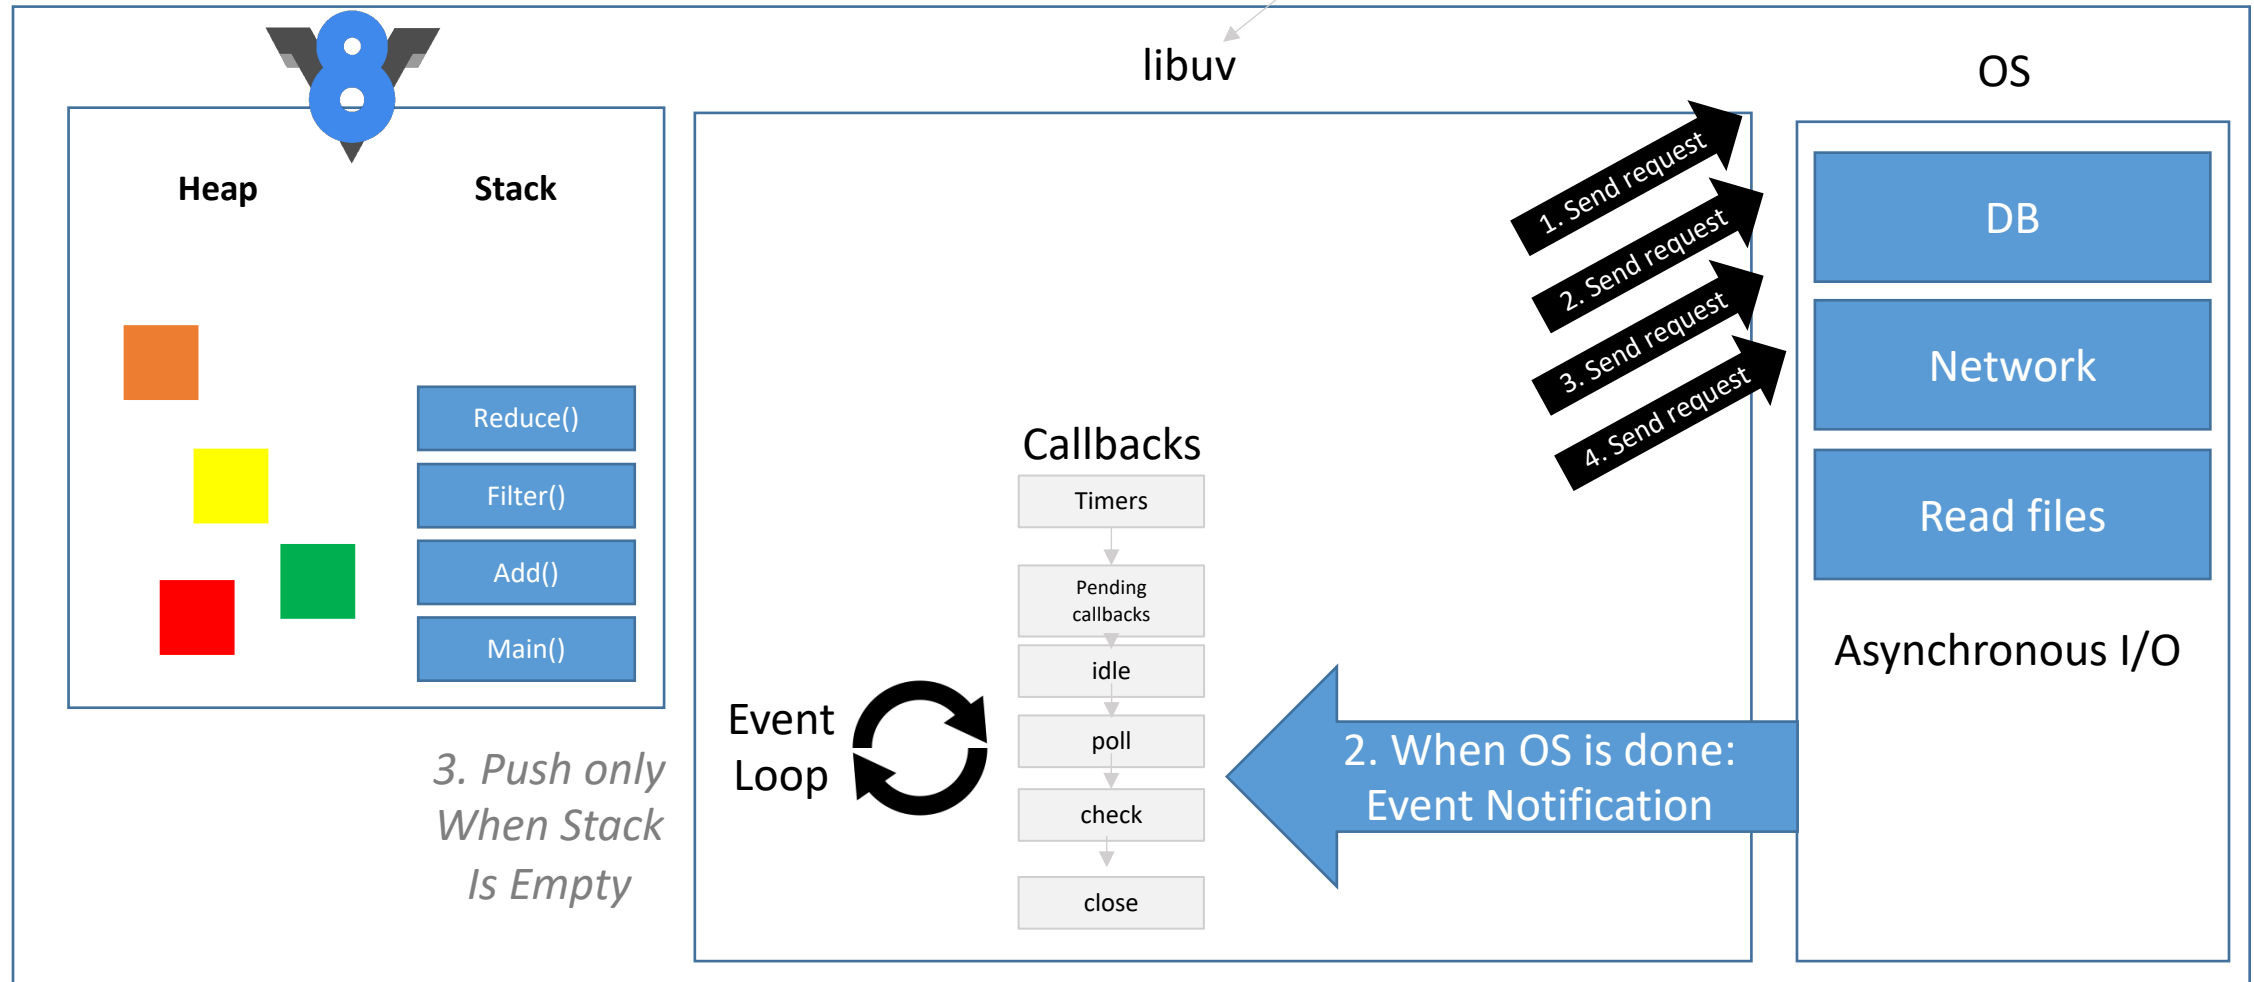 8
libuv
OS
Heap
Stack
Reduce()
Filter()
Add()
Main()
3. Push only
When Stack
Is Empty
Event
Loop
Callbacks
Timers
Pending
callbacks
idle
poll
check
close
1. Send request
2. Send request
3. Send request
4. Send request
2. When OS is done:
Event Notification
DB
Network
Read files
Asynchronous I/O